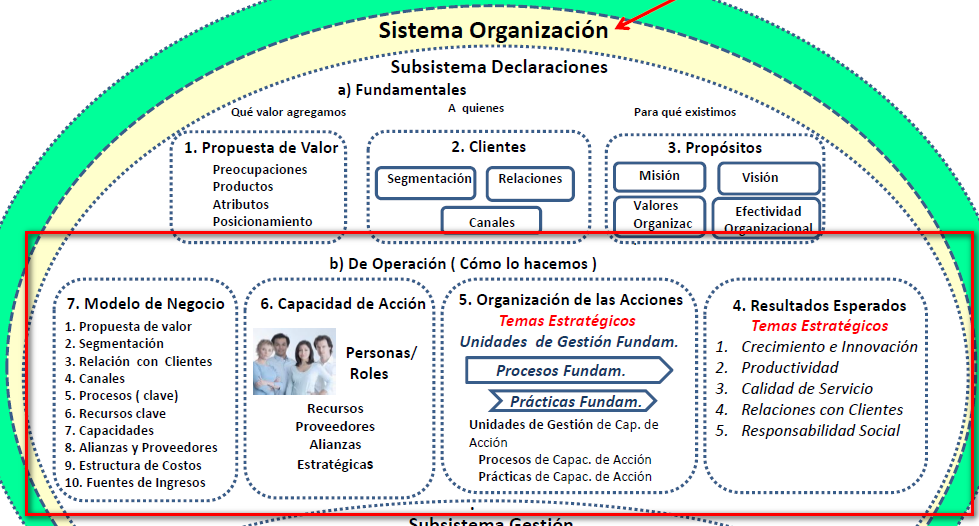 Sistema Organización
Subsistema Declaraciones
a) Fundamentales
Qué valor agregamos
A quienes
Para qué existimos
1. Propuesta de Valor
Preocupaciones
Productos
Atributos
Posicionamiento
2. Clientes
Segmentación
Relaciones
Canales
3. Propósitos
Misión
Visión
Valores
Organizac
Efectividad
Organizacional
b) De Operación ( Cómo lo hacemos )
7. Modelo de Negocio
1. Propuesta de valor
2. Segmentación
3. Relación con Clientes
4. Canales
5. Procesos ( clave)
6. Recursos clave
7. Capacidades
8. Alianzas y Proveedores
9. Estructura de Costos
10. Fuentes de Ingresos
6. Capacidad de Acción
Personas/
Roles
Recursos
Proveedores
Alianzas
Estratégicas
5. Organización de las Acciones
Temas Estratégicos
Unidades de Gestión Fundam.
Procesos Fundam.
Prácticas Fundam.
Unidades de Gestión de Cap. de
Acción
Procesos de Capac. de Acción
Prácticas de Capac. de Acción
4. Resultados Esperados
Temas Estratégicos
1. Crecimiento e Innovación
2. Productividad
3. Calidad de Servicio
4. Relaciones con Clientes
5. Responsabilidad Social
Subsistema Gestión